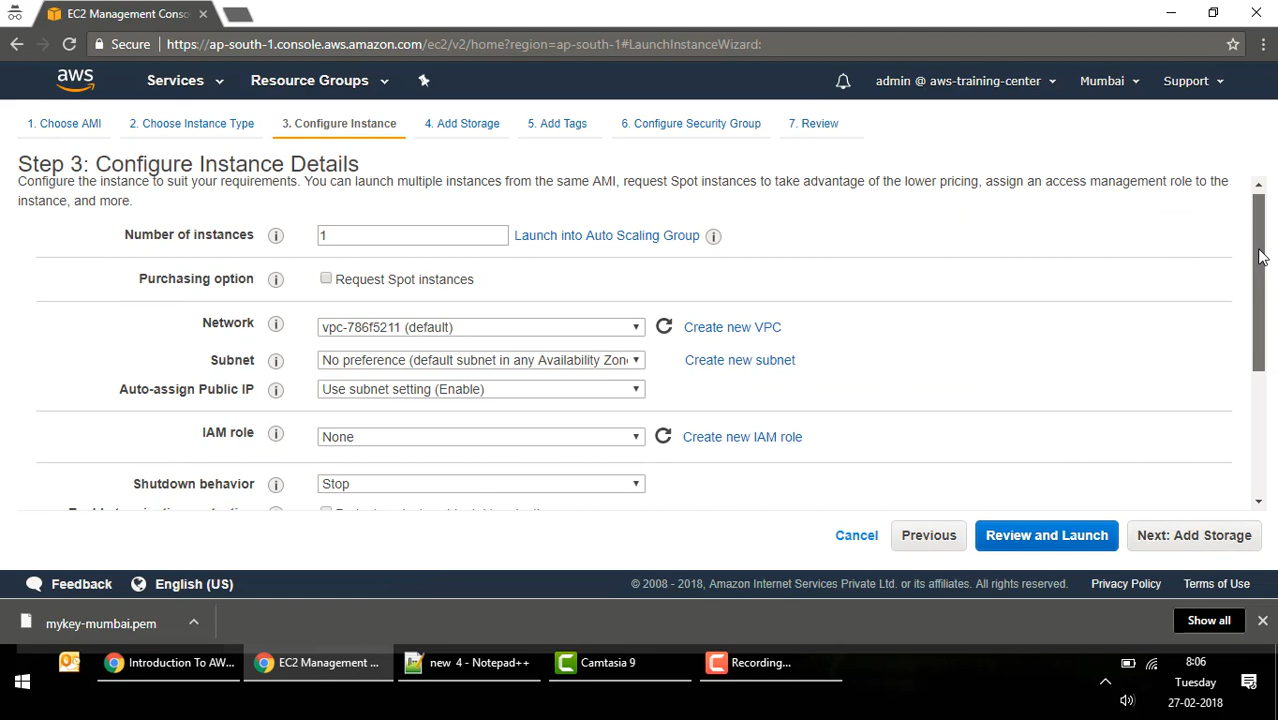 EC2 Management Conso
Secure
https://ap-south-1.console.aws.amazon.com/ec2/v2/home?region=ap-south-1#LaunchInstanceWizard:
aws
Services
Resource Groups
admin @ aws-training-center
Mumbai
Support
1. Choose AMI
2. Choose Instance Type
3. Configure Instance
4. Add Storage
5. Add Tags
6. Configure Security Group
7. Review
Step 3: Configure Instance Details
Configure the instance to suit your requirements. You can launch multiple instances from the same AMI, request Spot instances to take advantage of the lower pricing, assign an access management role to the
instance, and more.
Number of instances
1
Launch into Auto Scaling Group
Purchasing option
Request Spot instances
Network
vpc-786f5211 (default)
Create new VPC
Subnet
No preference (default subnet in any Availability Zon
Create new subnet
Auto-assign Public IP
Use subnet setting (Enable)
IAM role
None
Create new IAM role
Shutdown behavior
Stop
Cancel
Previous
Review and Launch
Next: Add Storage
Feedback
English (US)
© 2008 - 2018, Amazon Internet Services Private Ltd. or its affiliates. All rights reserved.
Privacy Policy
Terms of Use
mykey-mumbai.pem
Show all
Introduction To AW...
EC2 Management ...
new 4 - Notepad++
Camtasia 9
Recording...
8:06
Tuesday
27-02-2018